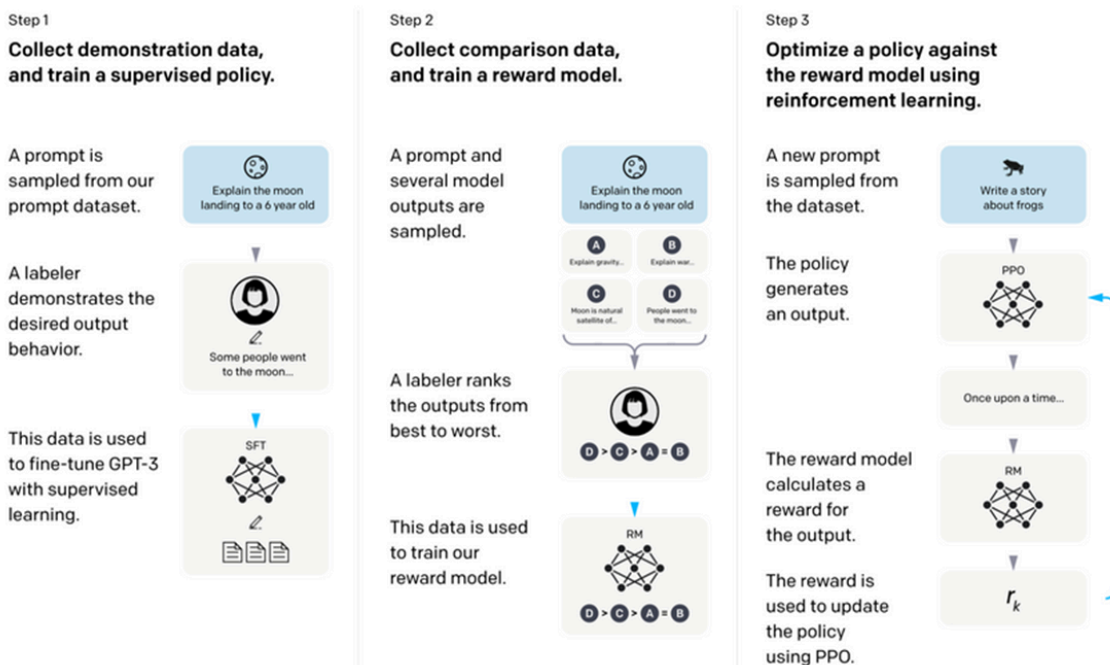 Step 1
Collect demonstration data,
and train a supervised policy.
A prompt is
sampled from our
prompt dataset.
Explain the moon
landing to a 6 year old
A labeler
demonstrates the
desired output
behavior.
Some people went
to the moon...
This data is used
to fine-tune GPT-3
with supervised
learning.
SFT
Step 2
Collect comparison data,
and train a reward model.
A prompt and
several model
outputs are
sampled.
Explain the moon
landing to a 6 year old
A
Explain gravity...
B
Explain war...
C
Moon is natural
satellite of...
D
People went to
the moon...
A labeler ranks
the outputs from
best to worst.
D > C > A = B
This data is used
to train our
reward model.
RM
D > C > A = B
Step 3
Optimize a policy against
the reward model using
reinforcement learning.
A new prompt
is sampled from
the dataset.
Write a story
about frogs
The policy
generates
an output.
PPO
Once upon a time...
The reward model
calculates a
reward for
the output.
RM
The reward is
used to update
the policy
using PPO.
rₖ